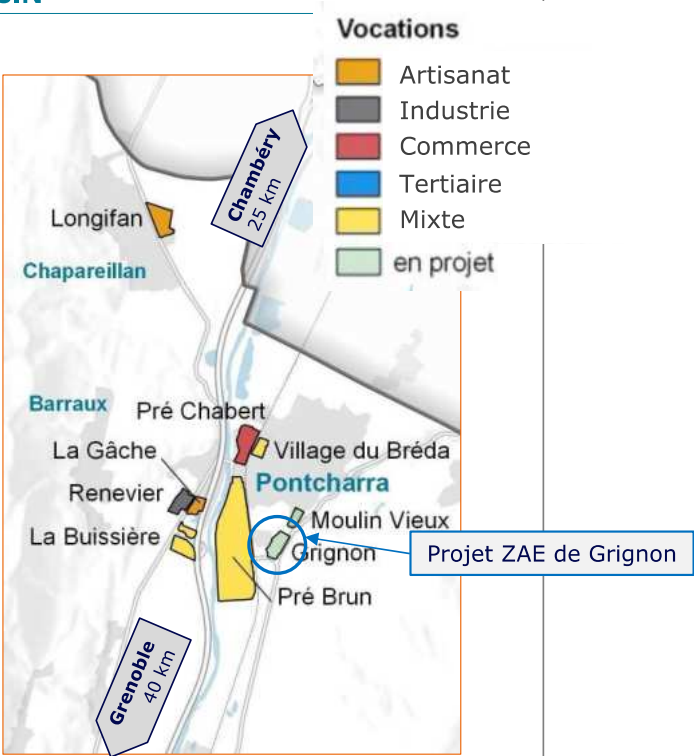 Vocations
Artisanat
Industrie
Commerce
Tertiaire
Mixte
en projet
Chambéry
25 km
Longifan
Chapareillan
Barraux
Pré Chabert
La Gâche
Village du Bréda
Pontcharra
Renevier
Moulin Vieux
La Buissière
Grignon
Projet ZAE de Grignon
Pré Brun
Grenoble
40 km